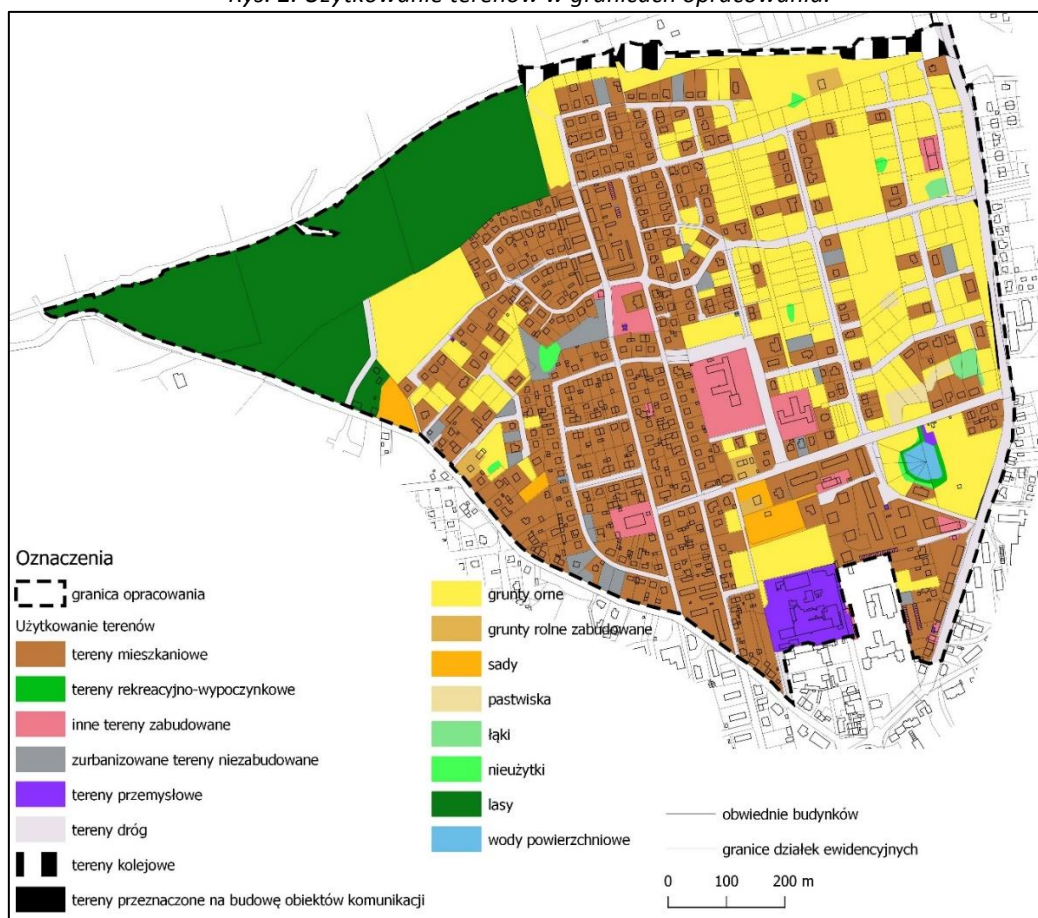 Rys. 2. Użytkowanie terenów w granicach opracowania.
Oznaczenia
granica opracowania
Użytkowanie terenów
tereny mieszkaniowe
tereny rekreacyjno-wypoczynkowe
inne tereny zabudowane
zurbanizowane tereny niezabudowane
tereny przemysłowe
tereny dróg
tereny kolejowe
tereny przeznaczone na budowę obiektów komunikacji
grunty orne
grunty rolne zabudowane
sady
pastwiska
łąki
nieużytki
lasy
wody powierzchniowe
obwiednie budynków
granice działek ewidencyjnych
0 100 200 m